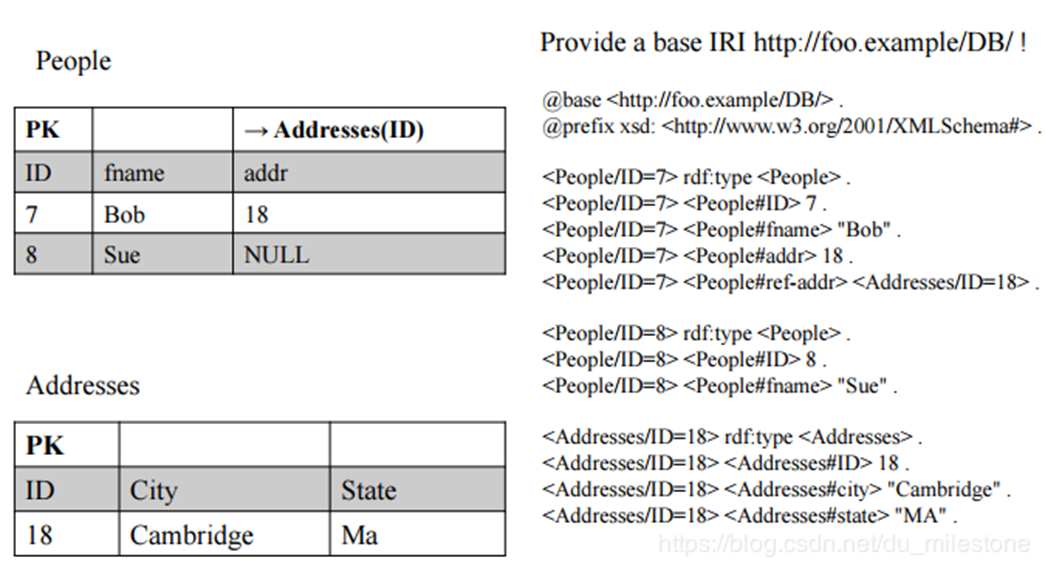 People
PK → Addresses(ID)
ID fname addr
7 Bob 18
8 Sue NULL
Addresses
PK
ID City State
18 Cambridge Ma
Provide a base IRI http://foo.example/DB/ !
@base <http://foo.example/DB/> .
@prefix xsd: <http://www.w3.org/2001/XMLSchema#> .
<People/ID=7> rdf:type <People> .
<People/ID=7> <People#ID> 7 .
<People/ID=7> <People#fname> "Bob" .
<People/ID=7> <People#addr> 18 .
<People/ID=7> <People#ref-addr> <Addresses/ID=18> .
<People/ID=8> rdf:type <People> .
<People/ID=8> <People#ID> 8 .
<People/ID=8> <People#fname> "Sue" .
<Addresses/ID=18> rdf:type <Addresses> .
<Addresses/ID=18> <Addresses#ID> 18 .
<Addresses/ID=18> <Addresses#city> "Cambridge" .
<Addresses/ID=18> <Addresses#state> "MA" .
https://blog.csdn.net/du_milestone